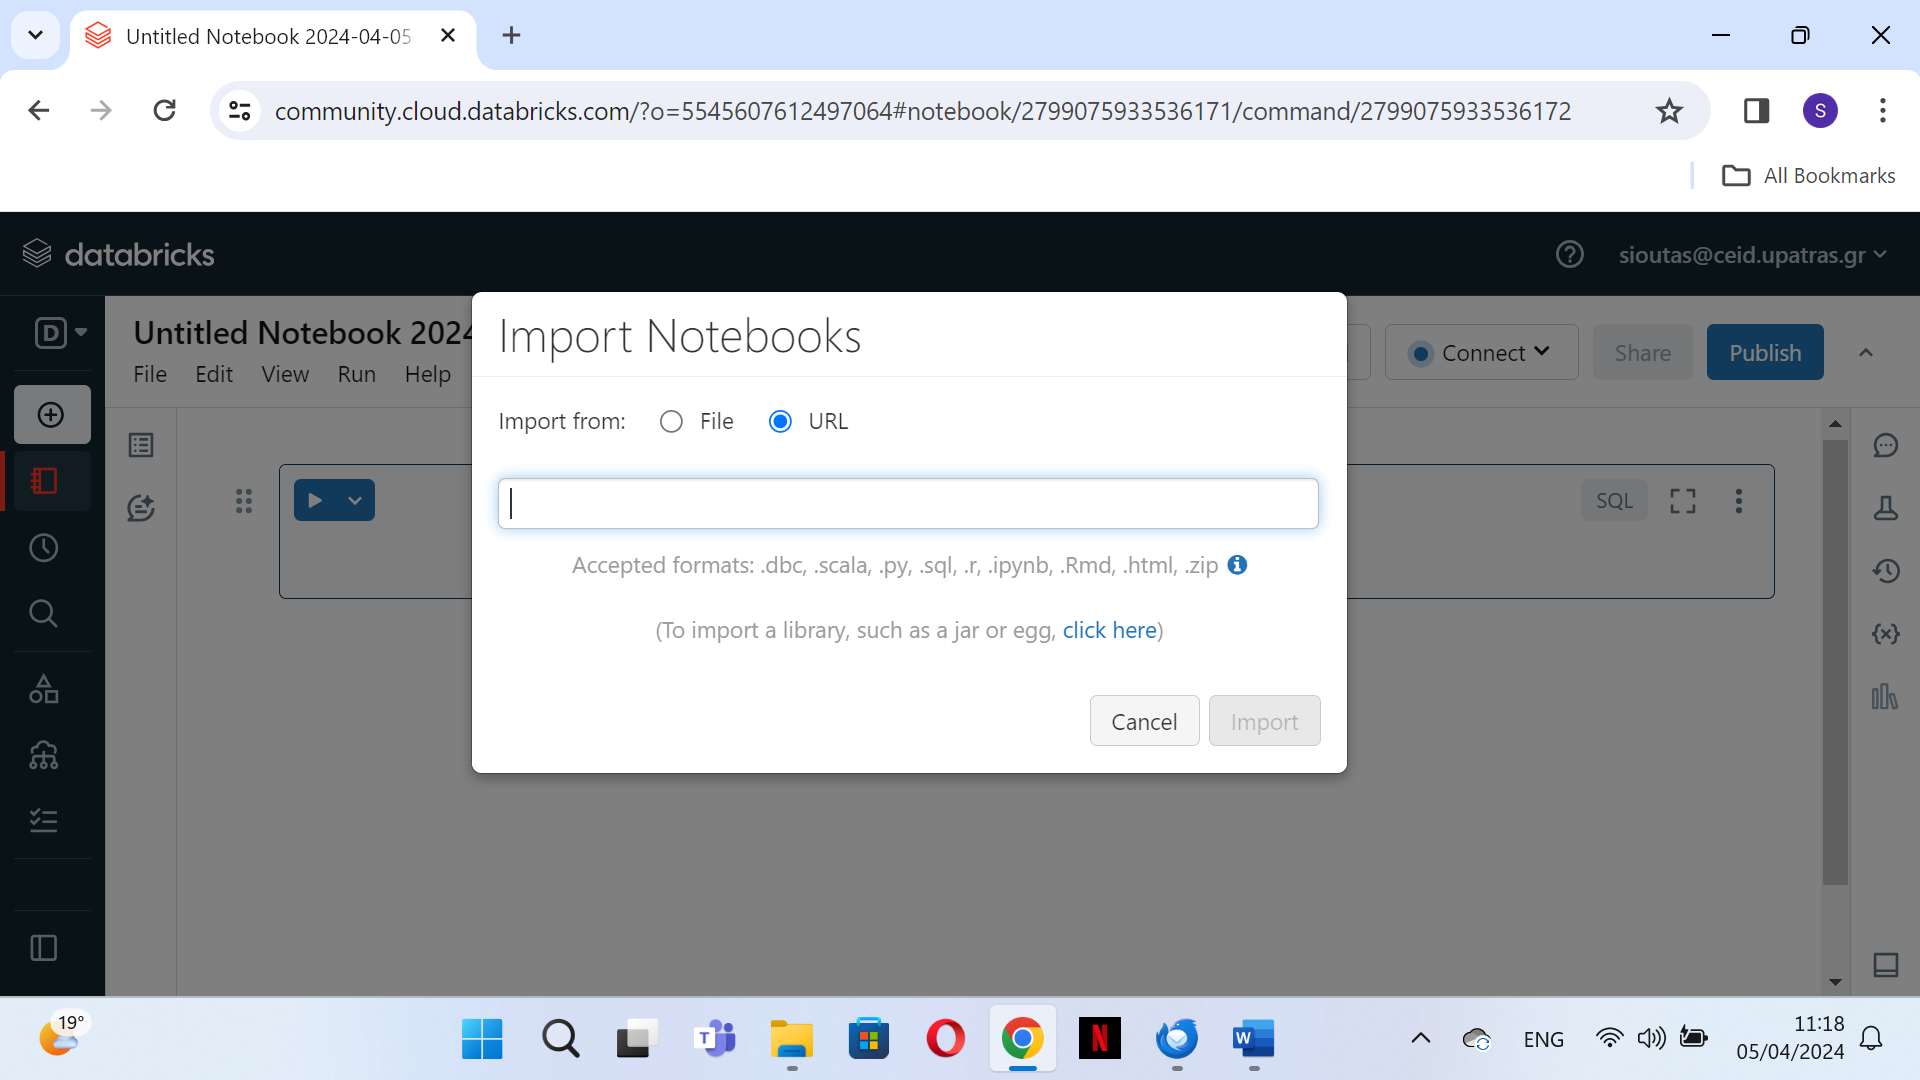 Untitled Notebook 2024-04-05
community.cloud.databricks.com/?o=5545607612497064#notebook/2799075933536171/command/2799075933536172
S
All Bookmarks
databricks
sioutas@ceid.upatras.gr
D
Untitled Notebook 2024
File Edit View Run Help
Connect
Share
Publish
Import Notebooks
Import from: File URL
SQL
Accepted formats: .dbc, .scala, .py, .sql, .r, .ipynb, .Rmd, .html, .zip
(To import a library, such as a jar or egg, click here)
Cancel
Import
19°
T
N
W
ENG
11:18
05/04/2024